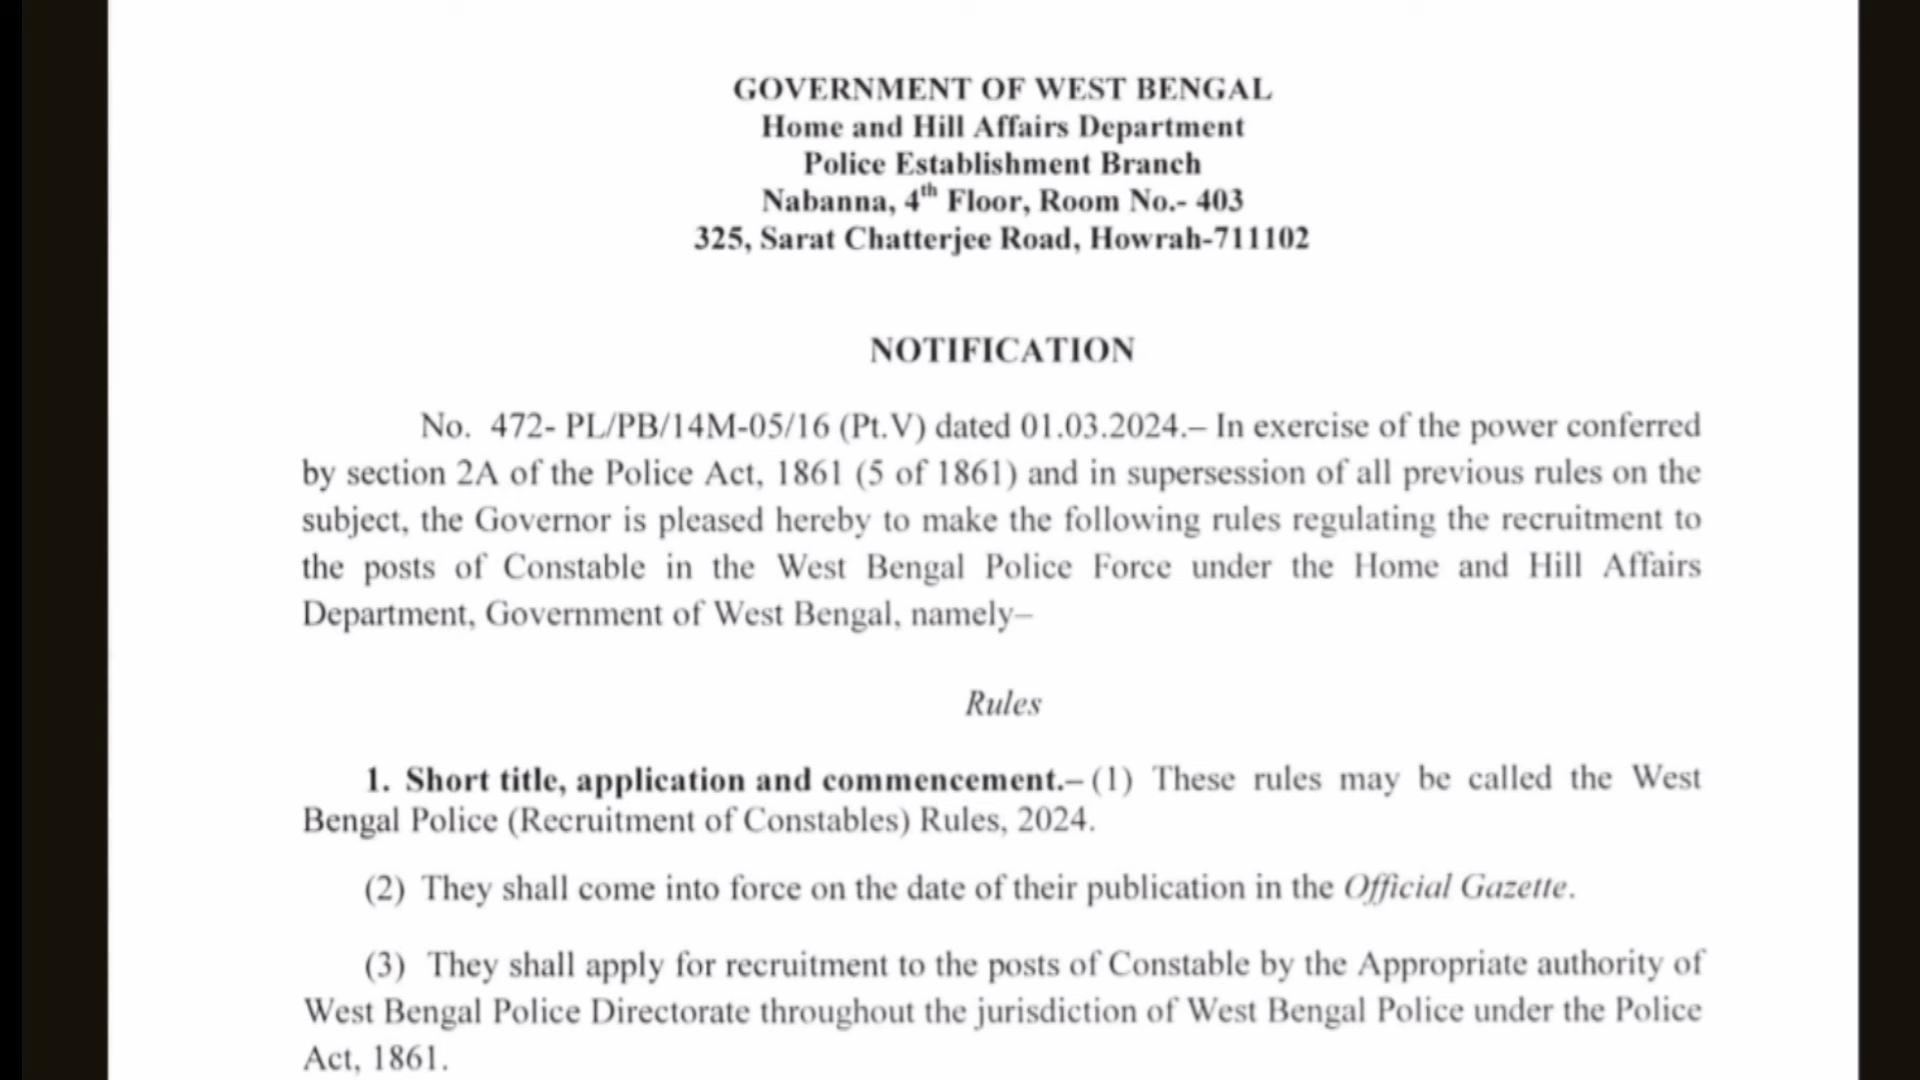 GOVERNMENT OF WEST BENGAL
Home and Hill Affairs Department
Police Establishment Branch
Nabanna, 4th Floor, Room No.- 403
325, Sarat Chatterjee Road, Howrah-711102
NOTIFICATION
No. 472- PL/PB/14M-05/16 (Pt.V) dated 01.03.2024.– In exercise of the power conferred
by section 2A of the Police Act, 1861 (5 of 1861) and in supersession of all previous rules on the
subject, the Governor is pleased hereby to make the following rules regulating the recruitment to
the posts of Constable in the West Bengal Police Force under the Home and Hill Affairs
Department, Government of West Bengal, namely–
Rules
1. Short title, application and commencement.– (1) These rules may be called the West
Bengal Police (Recruitment of Constables) Rules, 2024.
(2) They shall come into force on the date of their publication in the Official Gazette.
(3) They shall apply for recruitment to the posts of Constable by the Appropriate authority of
West Bengal Police Directorate throughout the jurisdiction of West Bengal Police under the Police
Act, 1861.